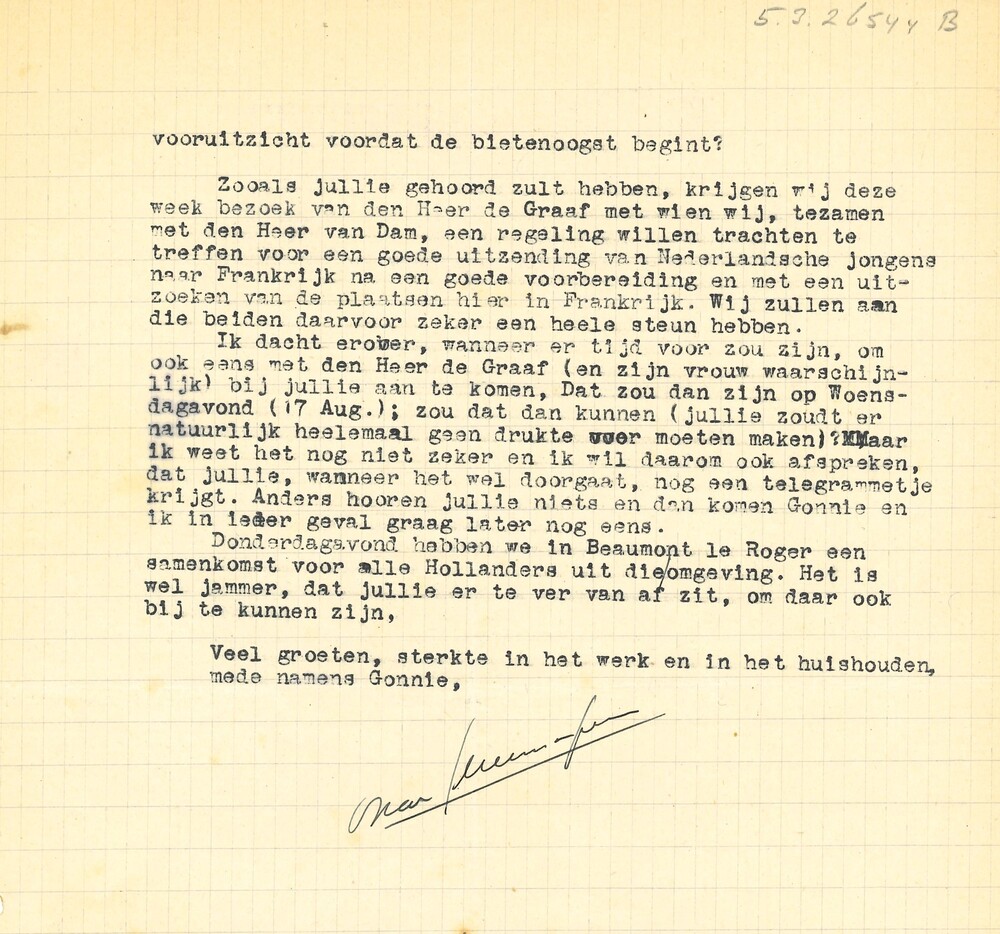 5.3.26544 B
vooruitzicht voordat de bietenoogst begint?
Zooals jullie gehoord zult hebben, krijgen wij deze
week bezoek van den Heer de Graaf met wien wij, tezamen
met den Heer van Dam, een regeling willen trachten te
treffen voor een goede uitzending van Nederlandsche jongens
naar Frankrijk na een goede voorbereiding en met een uit-
zoeken van de plaatsen hier in Frankrijk. Wij zullen aan
die beiden daarvoor zeker een heele steun hebben.
Ik dacht erover, wanneer er tijd voor zou zijn, om
ook eens met den Heer de Graaf (en zijn vrouw waarschijn-
lijk) bij jullie aan te komen, Dat zou dan zijn op Woens-
dagavond (17 Aug.); zou dat dan kunnen (jullie zoudt er
natuurlijk heelemaal geen drukte voor moeten maken)? Maar
ik weet het nog niet zeker en ik wil daarom ook afspreken,
dat jullie, wanneer het wel doorgaat, nog een telegrammetje
krijgt. Anders hooren jullie niets en dan komen Gonnie en
ik in ieder geval graag later nog eens.
Donderdagavond hebben we in Beaumont le Roger een
samenkomst voor alle Hollanders uit die/omgeving. Het is
wel jammer, dat jullie er te ver van af zit, om daar ook
bij te kunnen zijn,
Veel groeten, sterkte in het werk en in het huishouden,
mede namens Gonnie,